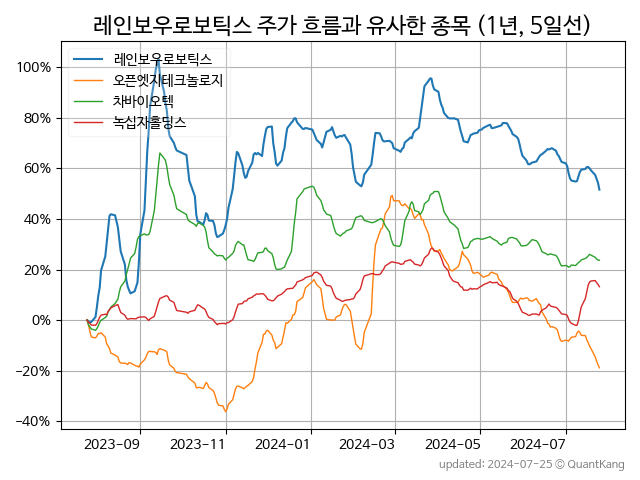 레인보우로보틱스 주가 흐름과 유사한 종목 (1년, 5일선)
레인보우로보틱스
오픈엣지테크놀로지
차바이오텍
녹십자홀딩스
100%
80%
60%
40%
20%
0%
−20%
−40%
2023-09 2023-11 2024-01 2024-03 2024-05 2024-07
updated: 2024-07-25 © QuantKang